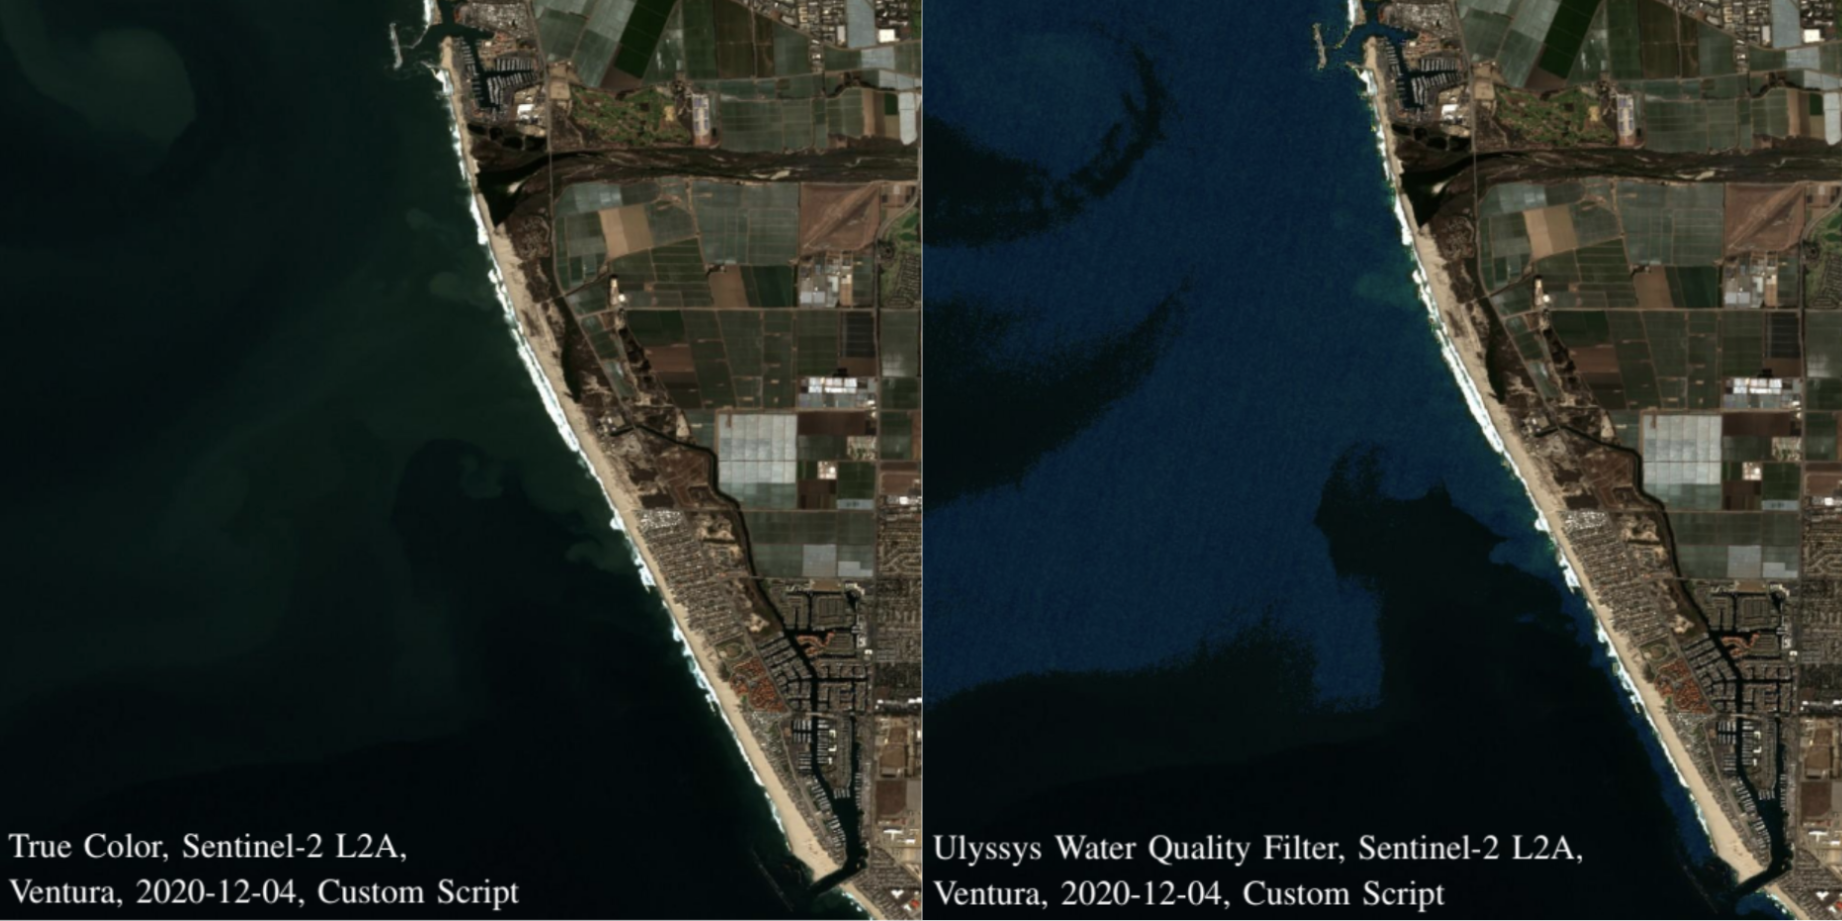 True Color, Sentinel-2 L2A,
Ventura, 2020-12-04, Custom Script
Ulyssys Water Quality Filter, Sentinel-2 L2A,
Ventura, 2020-12-04, Custom Script